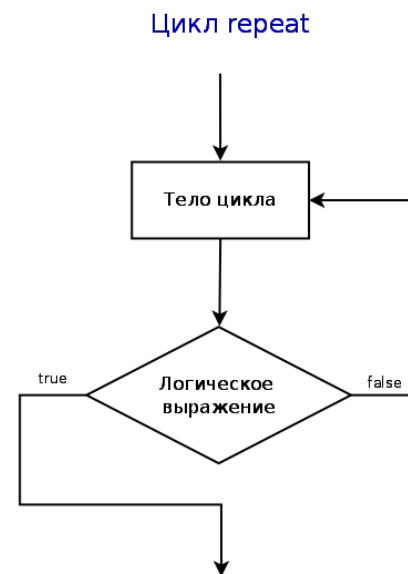 Цикл repeat
Тело цикла
true
Логическое
выражение
false